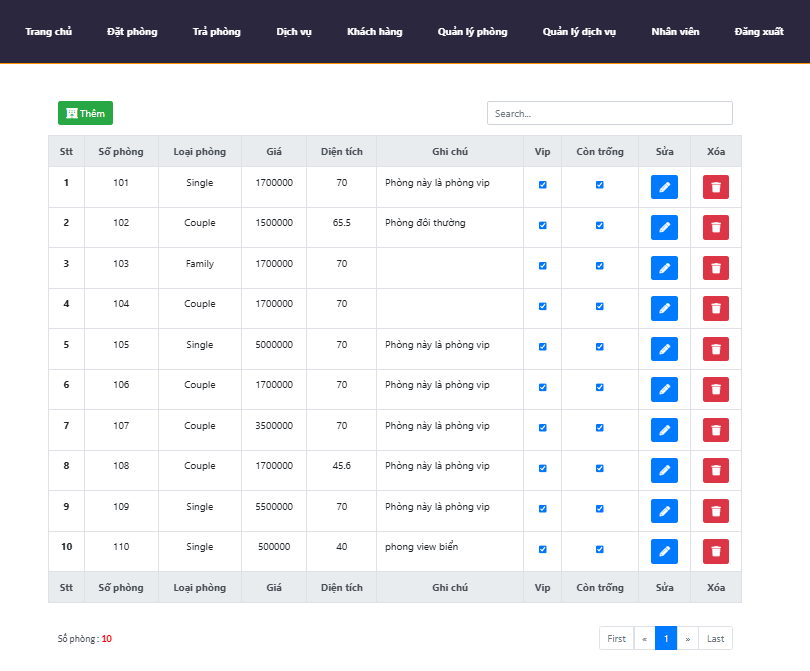 Trang chủ Đặt phòng Trả phòng Dịch vụ Khách hàng Quản lý phòng Quản lý dịch vụ Nhân viên Đăng xuất
Thêm Search...
Stt Số phòng Loại phòng Giá Diện tích Ghi chú Vip Còn trống Sửa Xóa
1 101 Single 1700000 70 Phòng này là phòng vip
2 102 Couple 1500000 65.5 Phòng đôi thường
3 103 Family 1700000 70
4 104 Couple 1700000 70
5 105 Single 5000000 70 Phòng này là phòng vip
6 106 Couple 1700000 70 Phòng này là phòng vip
7 107 Couple 3500000 70 Phòng này là phòng vip
8 108 Couple 1700000 45.6 Phòng này là phòng vip
9 109 Single 5500000 70 Phòng này là phòng vip
10 110 Single 500000 40 phong view biển
Stt Số phòng Loại phòng Giá Diện tích Ghi chú Vip Còn trống Sửa Xóa
Số phòng : 10 First « 1 » Last